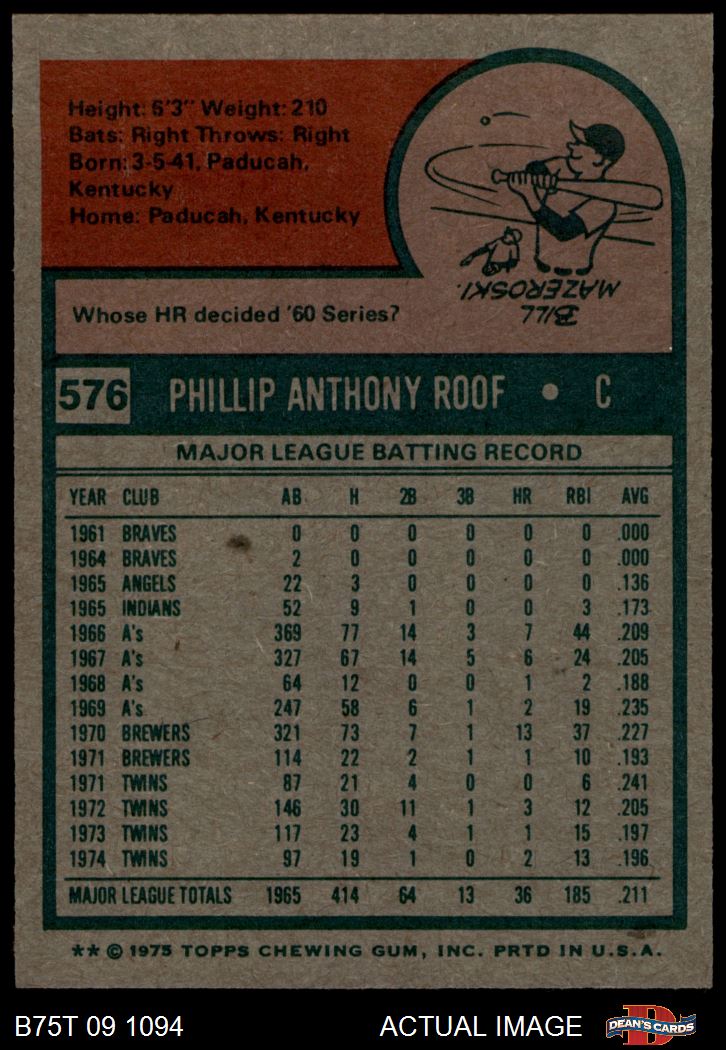 Height: 6'3" Weight: 210
Bats: Right Throws: Right
Born: 3-5-41, Paducah,
Kentucky
Home: Paducah, Kentucky
Whose HR decided '60 Series?
BILL
MAZEROSKI.
576 PHILLIP ANTHONY ROOF • C
MAJOR LEAGUE BATTING RECORD
YEAR CLUB AB H 2B 3B HR RBI AVG
1961 BRAVES 0 0 0 0 0 0 .000
1964 BRAVES 2 0 0 0 0 0 .000
1965 ANGELS 22 3 0 0 0 0 .136
1965 INDIANS 52 9 1 0 0 3 .173
1966 A's 369 77 14 3 7 44 .209
1967 A's 327 67 14 5 6 24 .205
1968 A's 64 12 0 0 1 2 .188
1969 A's 247 58 6 1 2 19 .235
1970 BREWERS 321 73 7 1 13 37 .227
1971 BREWERS 114 22 2 1 1 10 .193
1971 TWINS 87 21 4 0 0 6 .241
1972 TWINS 146 30 11 1 3 12 .205
1973 TWINS 117 23 4 1 1 15 .197
1974 TWINS 97 19 1 0 2 13 .196
MAJOR LEAGUE TOTALS 1965 414 64 13 36 185 .211
** © 1975 TOPPS CHEWING GUM, INC. PRTD IN U.S.A.
B75T 09 1094 ACTUAL IMAGE D DEAN'S CARDS